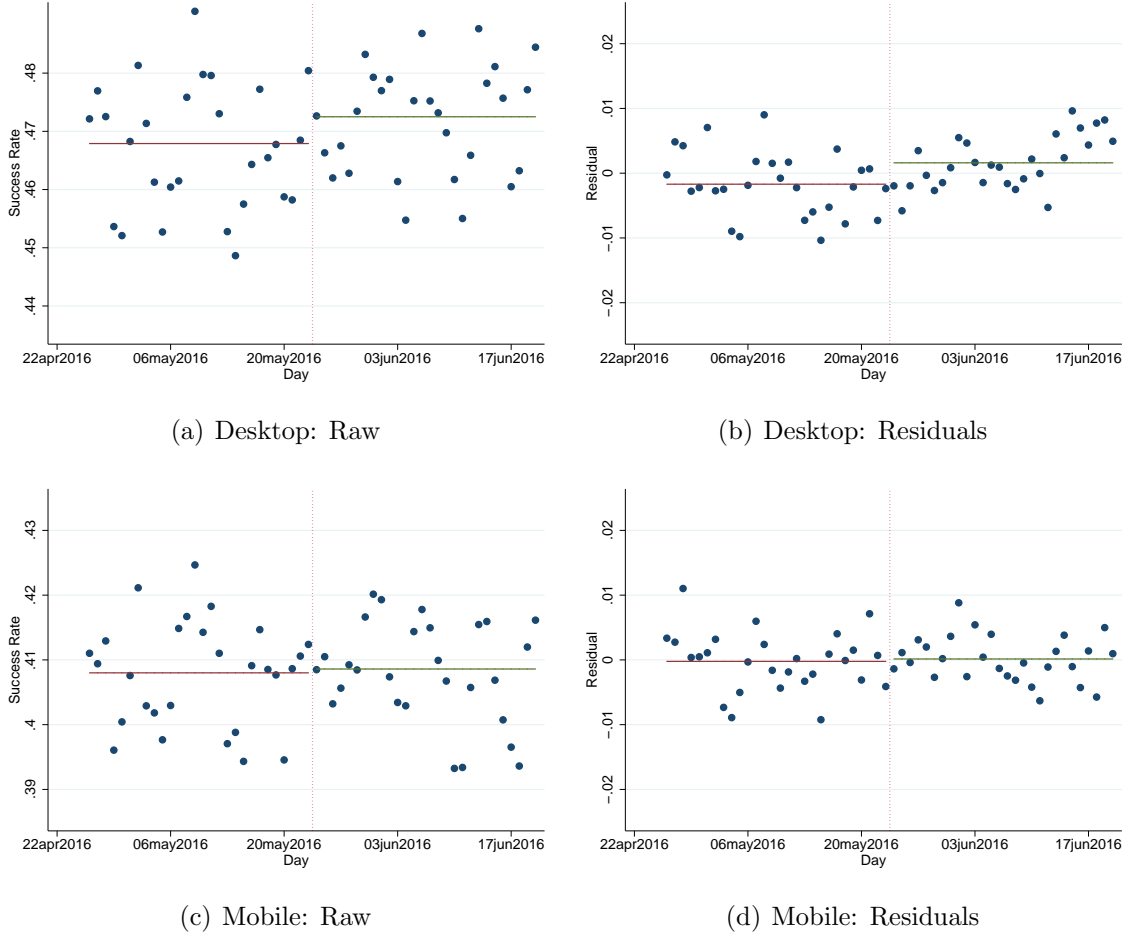 .48
.47
.46
.45
.44
Success Rate
22apr2016 06may2016 20may2016 03jun2016 17jun2016
Day
(a) Desktop: Raw
.02
.01
0
-.01
-.02
Residual
22apr2016 06may2016 20may2016 03jun2016 17jun2016
Day
(b) Desktop: Residuals
.43
.42
.41
.4
.39
Success Rate
22apr2016 06may2016 20may2016 03jun2016 17jun2016
Day
(c) Mobile: Raw
.02
.01
0
-.01
-.02
Residual
22apr2016 06may2016 20may2016 03jun2016 17jun2016
Day
(d) Mobile: Residuals